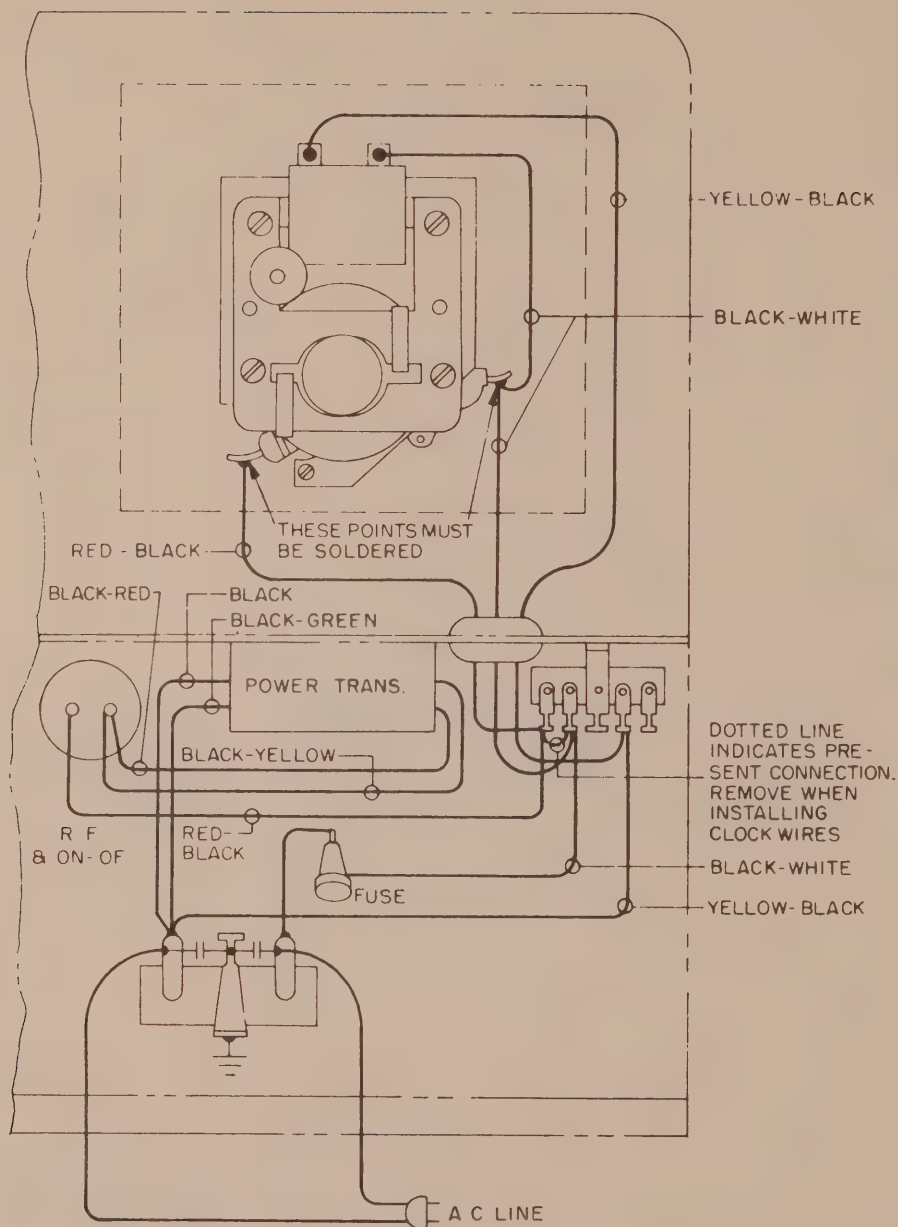 YELLOW-BLACK
BLACK-WHITE
THESE POINTS MUST
BE SOLDERED
RED-BLACK
BLACK-RED
BLACK
BLACK-GREEN
POWER TRANS.
BLACK-YELLOW
DOTTED LINE
INDICATES PRE-
SENT CONNECTION.
REMOVE WHEN
INSTALLING
CLOCK WIRES
R F
& ON-OF
RED-
BLACK
FUSE
BLACK-WHITE
YELLOW-BLACK
A C LINE